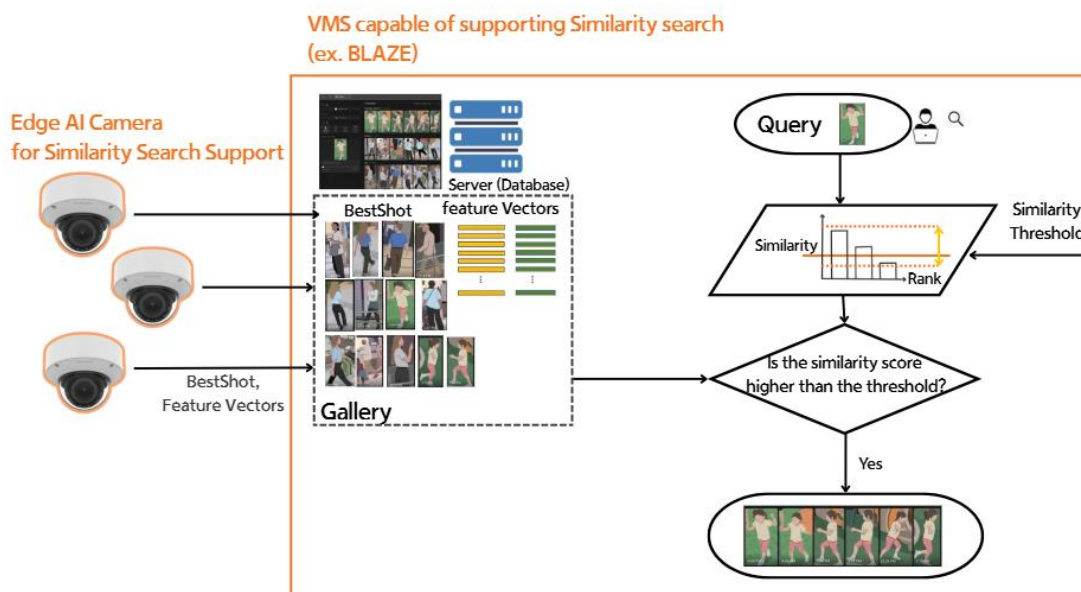 VMS capable of supporting Similarity search
(ex. BLAZE)
Edge AI Camera
for Similarity Search Support
Server (Database)
BestShot
feature Vectors
BestShot,
Feature Vectors
Gallery
Query
Similarity
Rank
Similarity
Threshold
Is the similarity score
higher than the threshold?
Yes